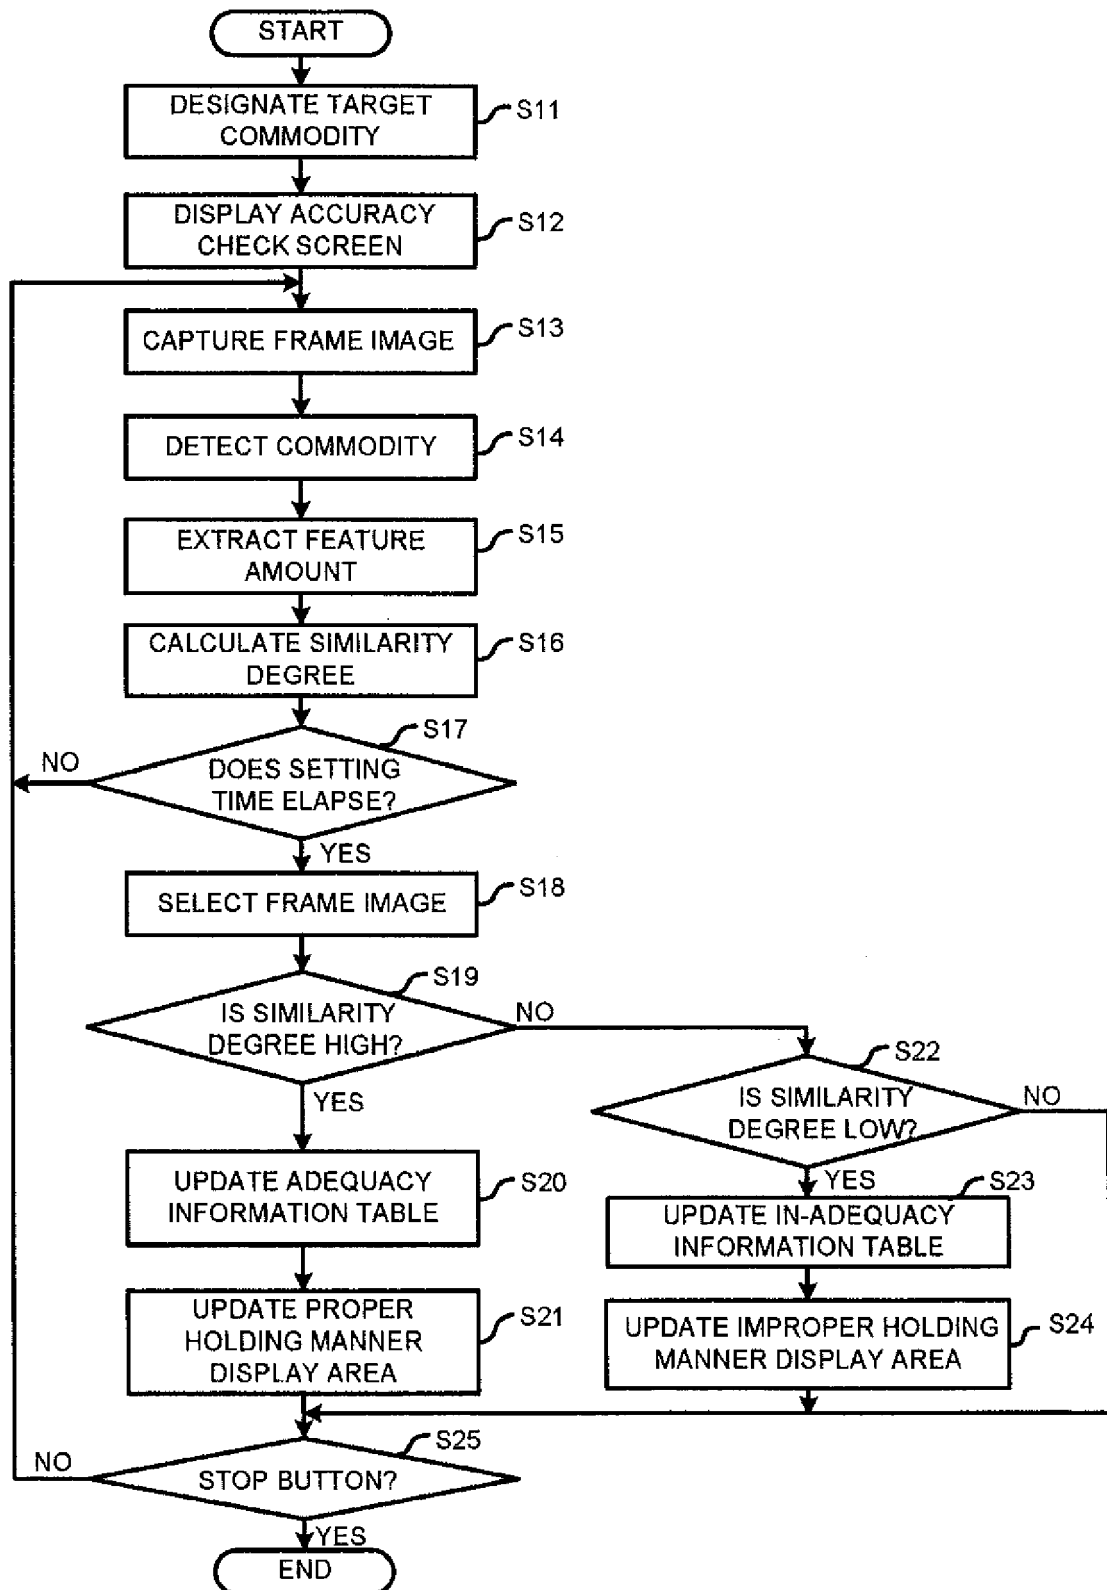 START
DESIGNATE TARGET
COMMODITY
S11
DISPLAY ACCURACY
CHECK SCREEN
S12
CAPTURE FRAME IMAGE
S13
DETECT COMMODITY
S14
EXTRACT FEATURE
AMOUNT
S15
CALCULATE SIMILARITY
DEGREE
S16
S17
NO
DOES SETTING
TIME ELAPSE?
YES
SELECT FRAME IMAGE
S18
S19
IS SIMILARITY
DEGREE HIGH?
NO
YES
S22
IS SIMILARITY
DEGREE LOW?
NO
YES
UPDATE ADEQUACY
INFORMATION TABLE
S20
S23
UPDATE IN-ADEQUACY
INFORMATION TABLE
UPDATE PROPER
HOLDING MANNER
DISPLAY AREA
S21
UPDATE IMPROPER HOLDING
MANNER DISPLAY AREA
S24
S25
NO
STOP BUTTON?
YES
END